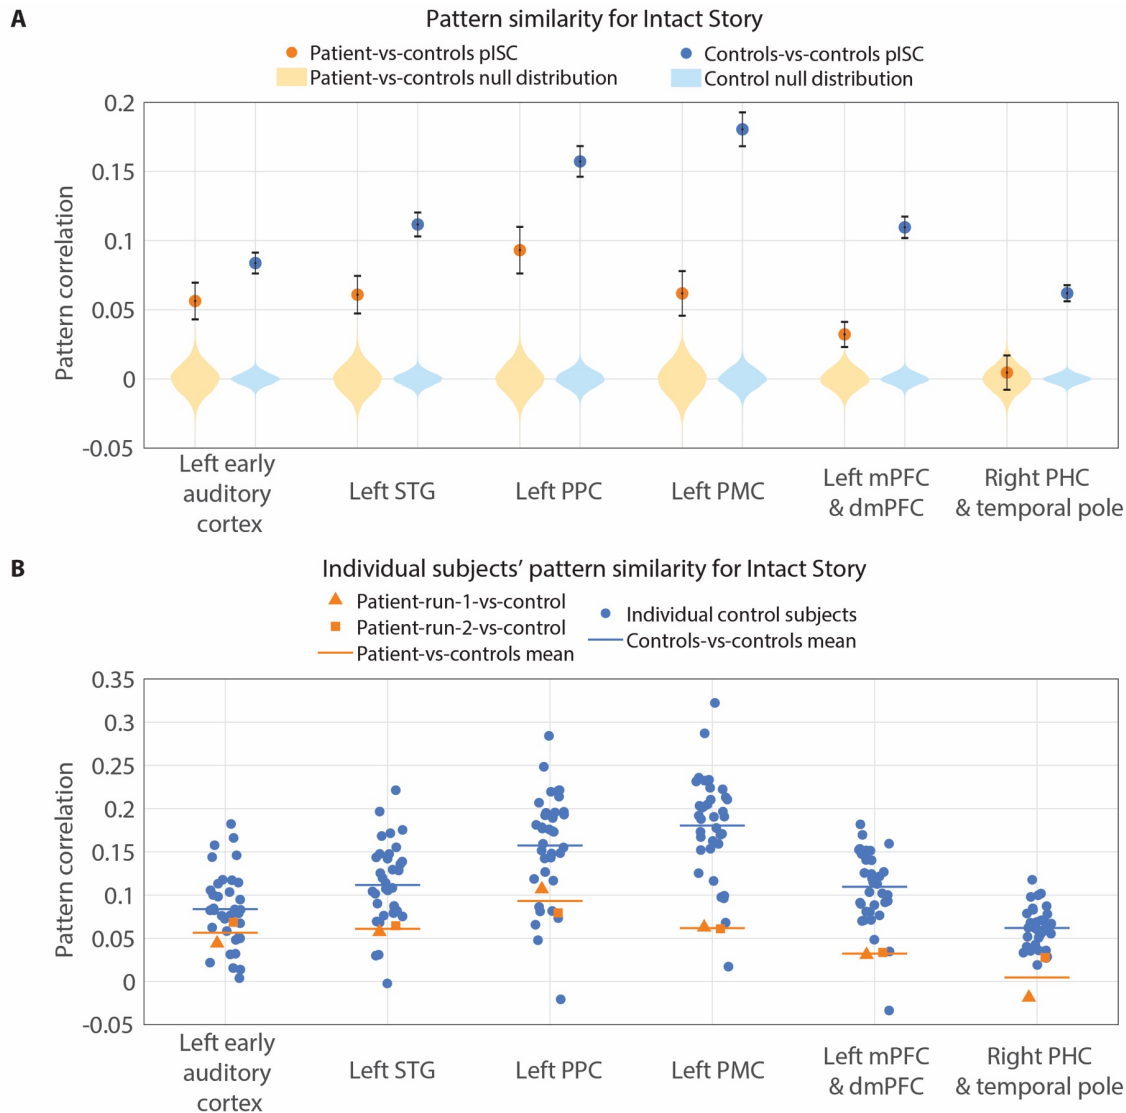 A
Pattern similarity for Intact Story
Patient-vs-controls pISC
Controls-vs-controls pISC
Patient-vs-controls null distribution
Control null distribution
Pattern correlation
0.2
0.15
0.1
0.05
0
-0.05
Left early
auditory
cortex
Left STG
Left PPC
Left PMC
Left mPFC
& dmPFC
Right PHC
& temporal pole
B
Individual subjects’ pattern similarity for Intact Story
Patient-run-1-vs-control
Patient-run-2-vs-control
Patient-vs-controls mean
Individual control subjects
Controls-vs-controls mean
Pattern correlation
0.35
0.3
0.25
0.2
0.15
0.1
0.05
0
-0.05
Left early
auditory
cortex
Left STG
Left PPC
Left PMC
Left mPFC
& dmPFC
Right PHC
& temporal pole